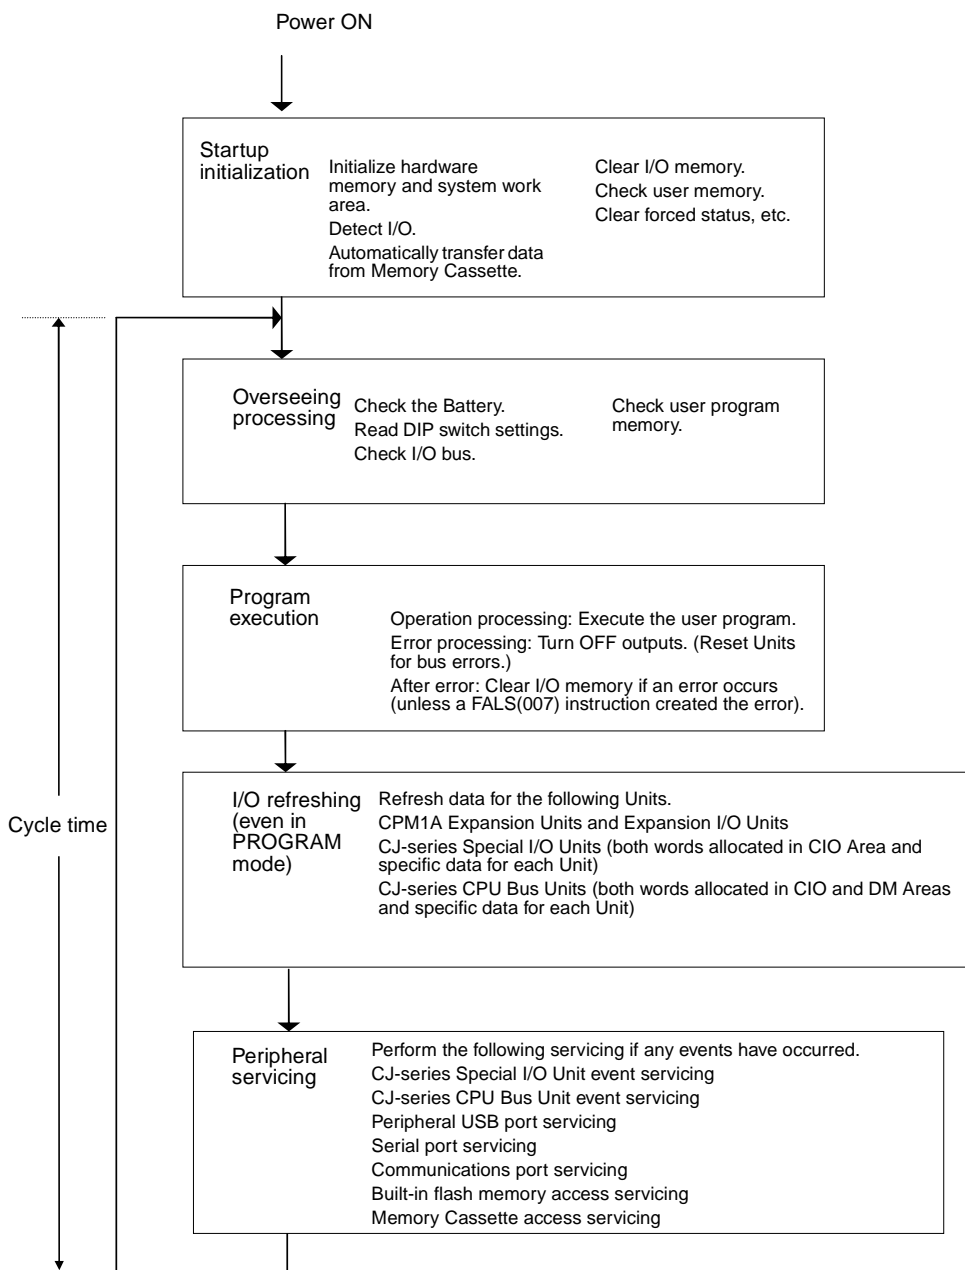 Power ON
Startup
initialization
Initialize hardware
memory and system work
area.
Detect I/O.
Automatically transfer data
from Memory Cassette.
Clear I/O memory.
Check user memory.
Clear forced status, etc.
Overseeing
processing
Check the Battery.
Read DIP switch settings.
Check I/O bus.
Check user program
memory.
Program
execution
Operation processing: Execute the user program.
Error processing: Turn OFF outputs. (Reset Units
for bus errors.)
After error: Clear I/O memory if an error occurs
(unless a FALS(007) instruction created the error).
Cycle time
I/O refreshing
(even in
PROGRAM
mode)
Refresh data for the following Units.
CPM1A Expansion Units and Expansion I/O Units
CJ-series Special I/O Units (both words allocated in CIO Area and
specific data for each Unit)
CJ-series CPU Bus Units (both words allocated in CIO and DM Areas
and specific data for each Unit)
Peripheral
servicing
Perform the following servicing if any events have occurred.
CJ-series Special I/O Unit event servicing
CJ-series CPU Bus Unit event servicing
Peripheral USB port servicing
Serial port servicing
Communications port servicing
Built-in flash memory access servicing
Memory Cassette access servicing